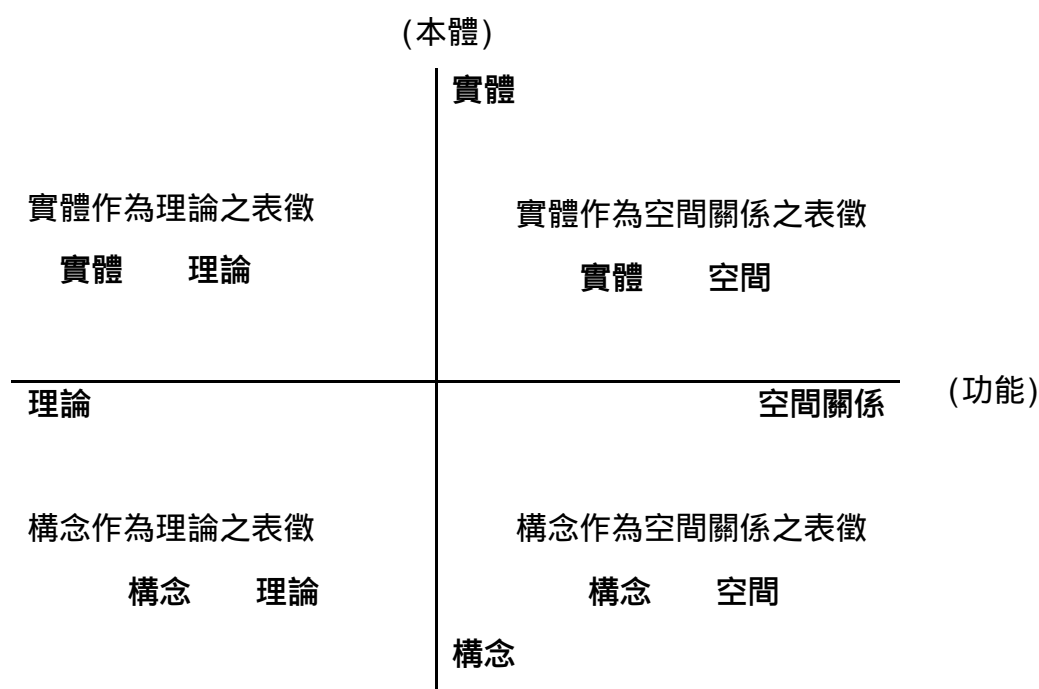 (本體)
實體
實體作為理論之表徵
實體 理論
實體作為空間關係之表徵
實體 空間
理論
空間關係
(功能)
構念作為理論之表徵
構念 理論
構念作為空間關係之表徵
構念 空間
構念